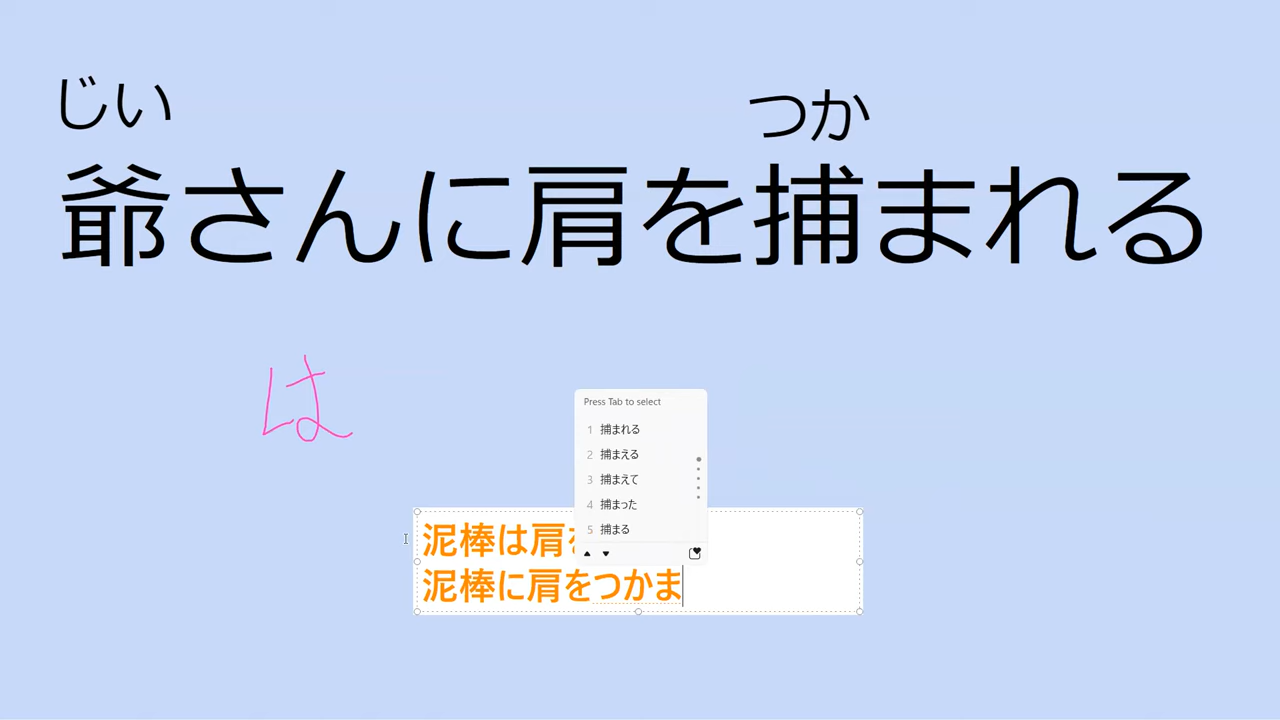 じい
つか
爺さんに肩を捕まれる
は
Press Tab to select
1 捕まれる
2 捕まえる
3 捕まえて
4 捕まった
5 捕まる
泥棒は肩
泥棒に肩をつかま